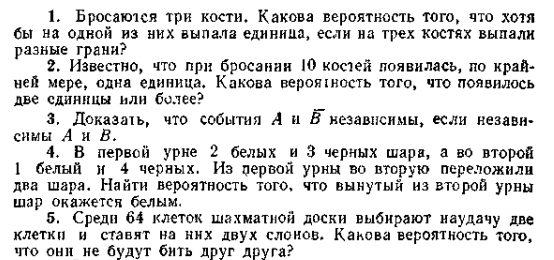 1. Бросаются три кости. Какова вероятность того, что хотя
бы на одной из них выпала единица, если на трех костях выпали
разные грани?
2. Известно, что при бросании 10 костей появилась, по край-
ней мере, одна единица. Какова вероятность того, что появилось
две единицы или более?
3. Доказать, что события A и B̅ независимы, если незави-
симы A и B.
4. В первой урне 2 белых и 3 черных шара, а во второй
1 белый и 4 черных. Из первой урны во вторую переложили
два шара. Найти вероятность того, что вынутый из второй урны
шар окажется белым.
5. Среди 64 клеток шахматной доски выбирают наудачу две
клетки и ставят на них двух слонов. Какова вероятность того,
что они не будут бить друг друга?